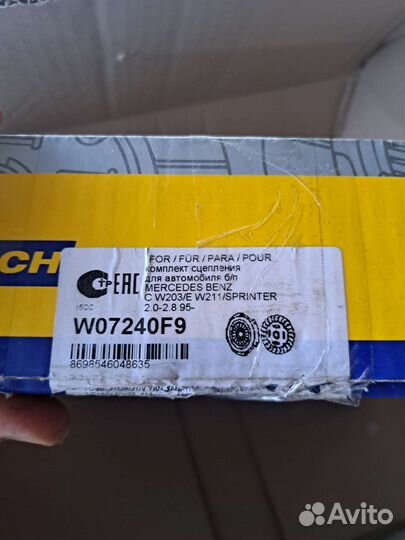 CH
FOR / FÜR / PARA / POUR
комплект сцепления
для автомобиля б/п
MERCEDES BENZ
C W203/E W211/SPRINTER
2.0-2.8 95-
ЕАС
W07240F9
8698546048635
Avito